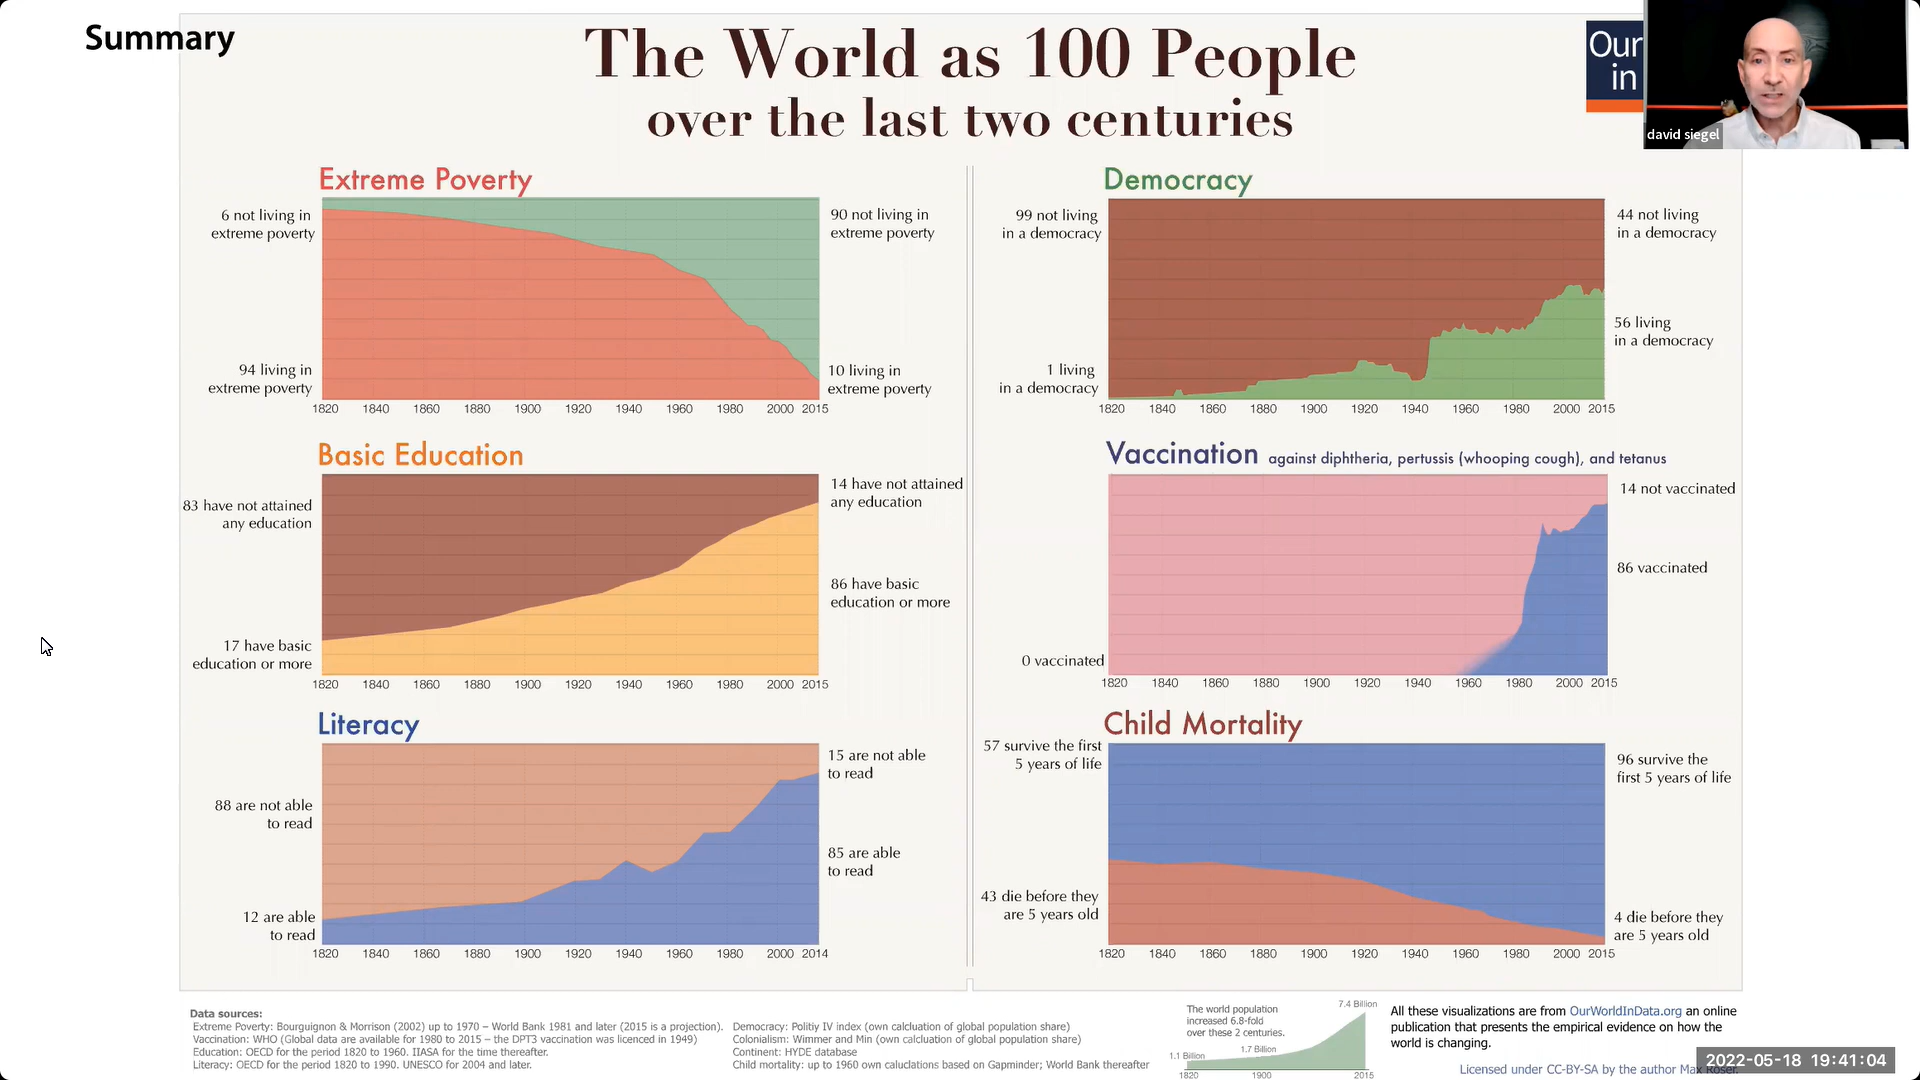 Summary
The World as 100 People
over the last two centuries
Our
in
david siegel
Extreme Poverty
6 not living in
extreme poverty
90 not living in
extreme poverty
94 living in
extreme poverty
10 living in
extreme poverty
1820 1840 1860 1880 1900 1920 1940 1960 1980 2000 2015
Democracy
99 not living
in a democracy
44 not living
in a democracy
56 living
in a democracy
1 living
in a democracy
1820 1840 1860 1880 1900 1920 1940 1960 1980 2000 2015
Basic Education
83 have not attained
any education
14 have not attained
any education
86 have basic
education or more
17 have basic
education or more
1820 1840 1860 1880 1900 1920 1940 1960 1980 2000 2015
Vaccination against diphtheria, pertussis (whooping cough), and tetanus
14 not vaccinated
86 vaccinated
0 vaccinated
1820 1840 1860 1880 1900 1920 1940 1960 1980 2000 2015
Literacy
15 are not able
to read
88 are not able
to read
85 are able
to read
12 are able
to read
1820 1840 1860 1880 1900 1920 1940 1960 1980 2000 2014
Child Mortality
57 survive the first
5 years of life
96 survive the
first 5 years of life
43 die before they
are 5 years old
4 die before they
are 5 years old
1820 1840 1860 1880 1900 1920 1940 1960 1980 2000 2015
Data sources:
Extreme Poverty: Bourguignon & Morrison (2002) up to 1970 – World Bank 1981 and later (2015 is a projection).
Vaccination: WHO (Global data are available for 1980 to 2015 – the DPT3 vaccination was licenced in 1949)
Education: OECD for the period 1820 to 1960. IIASA for the time thereafter.
Literacy: OECD for the period 1820 to 1990. UNESCO for 2004 and later.
Democracy: Politiy IV index (own calculation of global population share)
Colonialism: Wimmer and Min (own calculation of global population share)
Continent: HYDE database
Child mortality: up to 1960 own calculations based on Gapminder; World Bank thereafter
The world population
increased 6.8-fold
over these 2 centuries.
7.4 Billion
1.7 Billion
1.1 Billion
1820 1900 2015
All these visualizations are from OurWorldInData.org an online
publication that presents the empirical evidence on how the
world is changing.
Licensed under CC-BY-SA by the author Max Roser.
2022-05-18 19:41:04